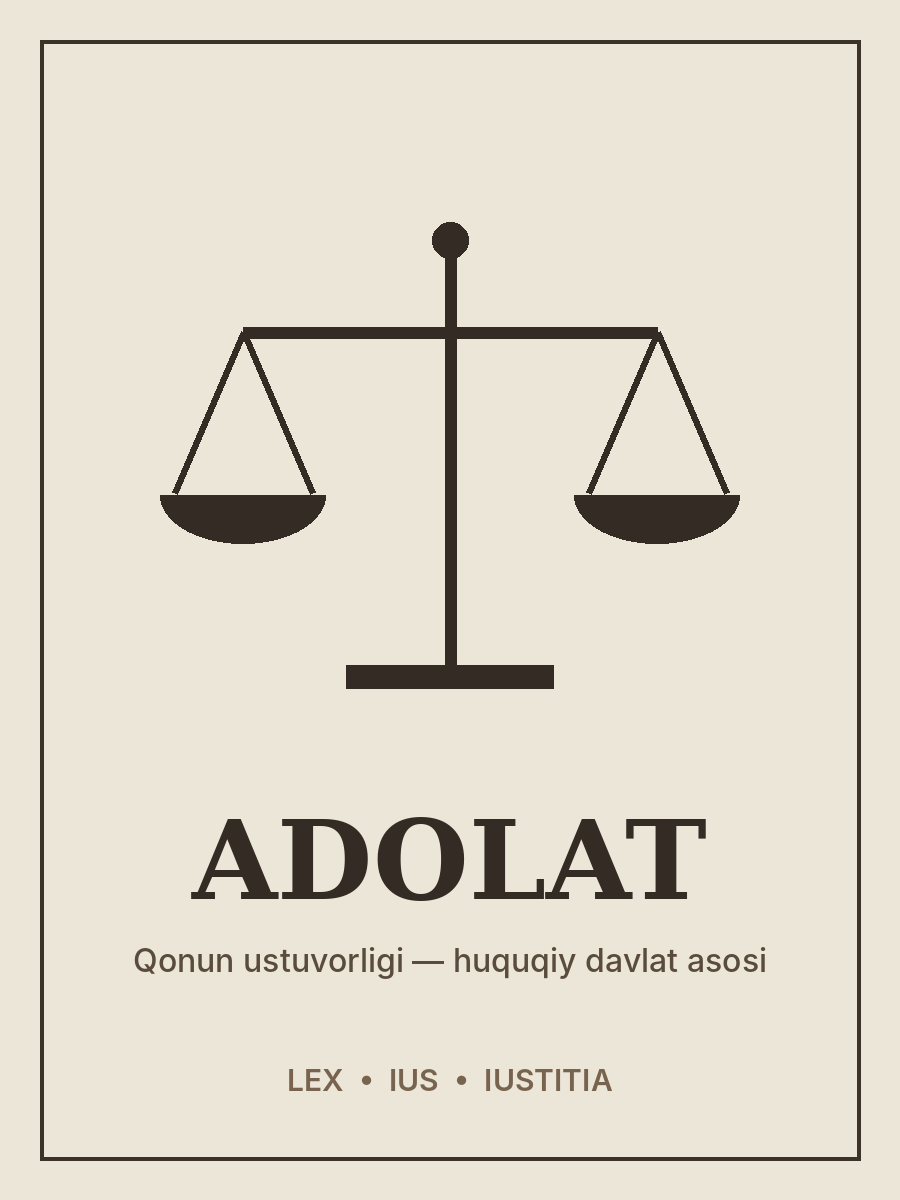 ADOLAT
Qonun ustuvorligi — huquqiy davlat asosi
LEX • IUS • IUSTITIA